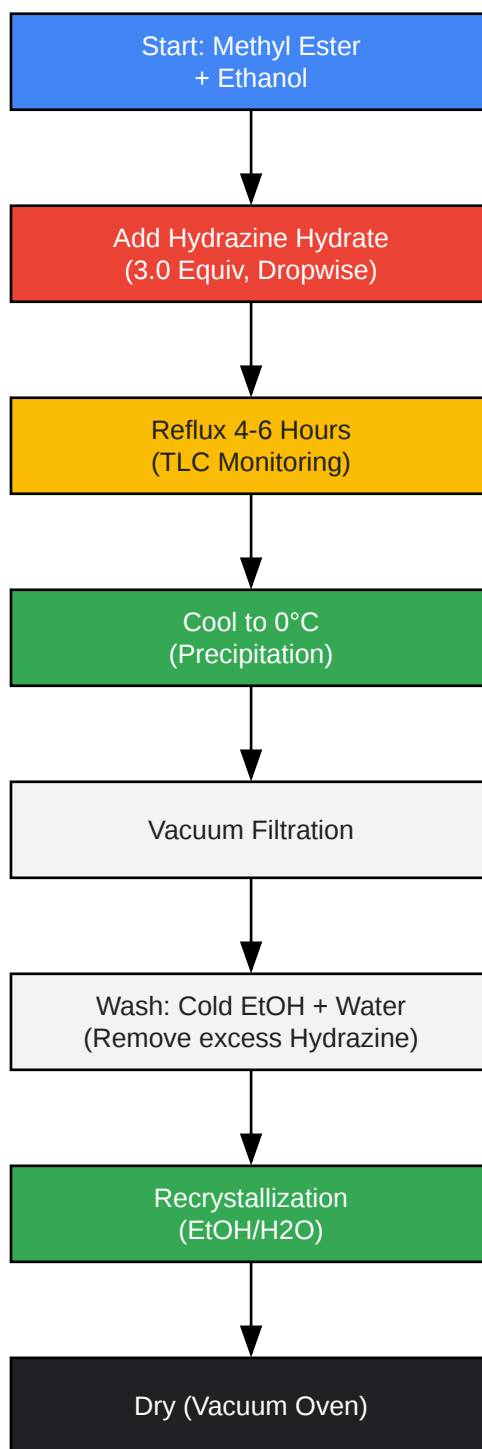 Start: Methyl Ester
+ Ethanol
Add Hydrazine Hydrate
(3.0 Equiv, Dropwise)
Reflux 4-6 Hours
(TLC Monitoring)
Cool to 0°C
(Precipitation)
Vacuum Filtration
Wash: Cold EtOH + Water
(Remove excess Hydrazine)
Recrystallization
(EtOH/H2O)
Dry (Vacuum Oven)